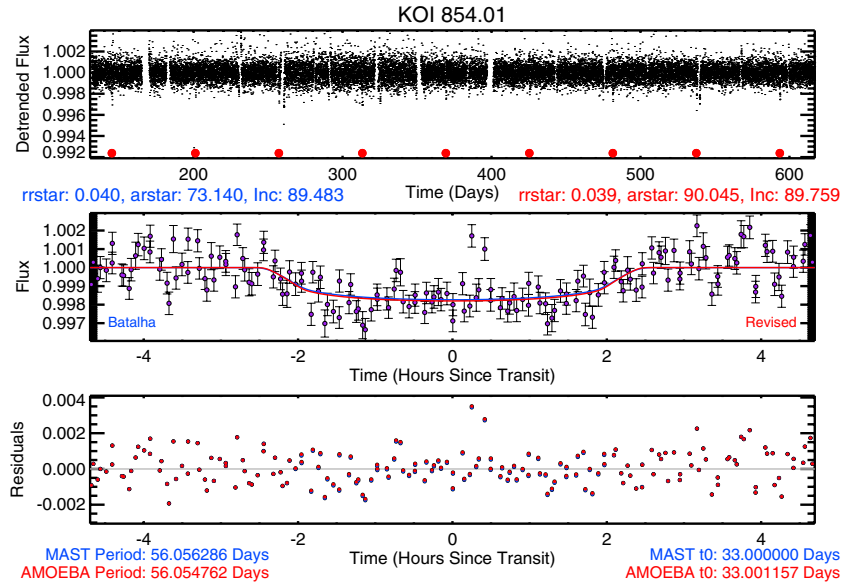 KOI 854.01
Detrended Flux
1.002
1.000
0.998
0.996
0.994
0.992
200 300 400 500 600
Time (Days)
rrstar: 0.040, arstar: 73.140, Inc: 89.483
rrstar: 0.039, arstar: 90.045, Inc: 89.759
Flux
1.002
1.001
1.000
0.999
0.998
0.997
Batalha
Revised
-4 -2 0 2 4
Time (Hours Since Transit)
Residuals
0.004
0.002
0.000
-0.002
-4 -2 0 2 4
Time (Hours Since Transit)
MAST Period: 56.056286 Days
AMOEBA Period: 56.054762 Days
MAST t0: 33.000000 Days
AMOEBA t0: 33.001157 Days